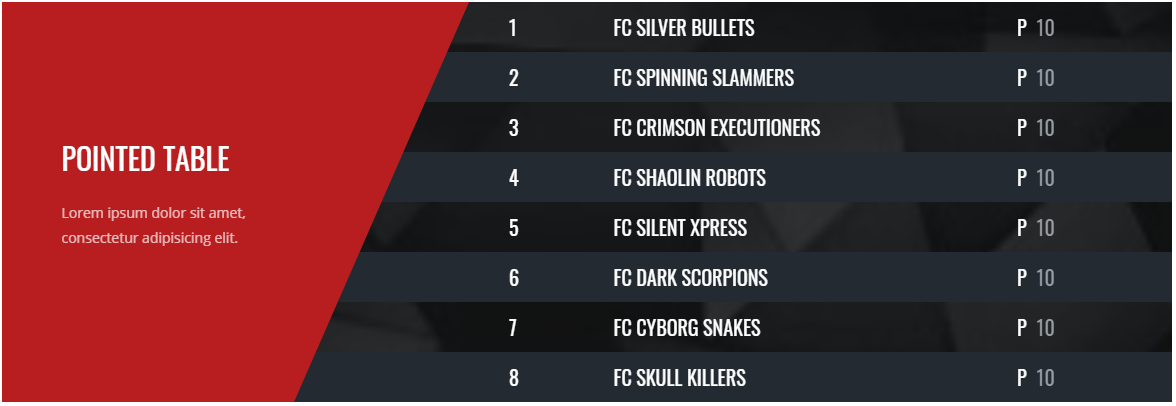 POINTED TABLE
Lorem ipsum dolor sit amet,
consectetur adipisicing elit.
1 FC SILVER BULLETS P 10
2 FC SPINNING SLAMMERS P 10
3 FC CRIMSON EXECUTIONERS P 10
4 FC SHAOLIN ROBOTS P 10
5 FC SILENT XPRESS P 10
6 FC DARK SCORPIONS P 10
7 FC CYBORG SNAKES P 10
8 FC SKULL KILLERS P 10